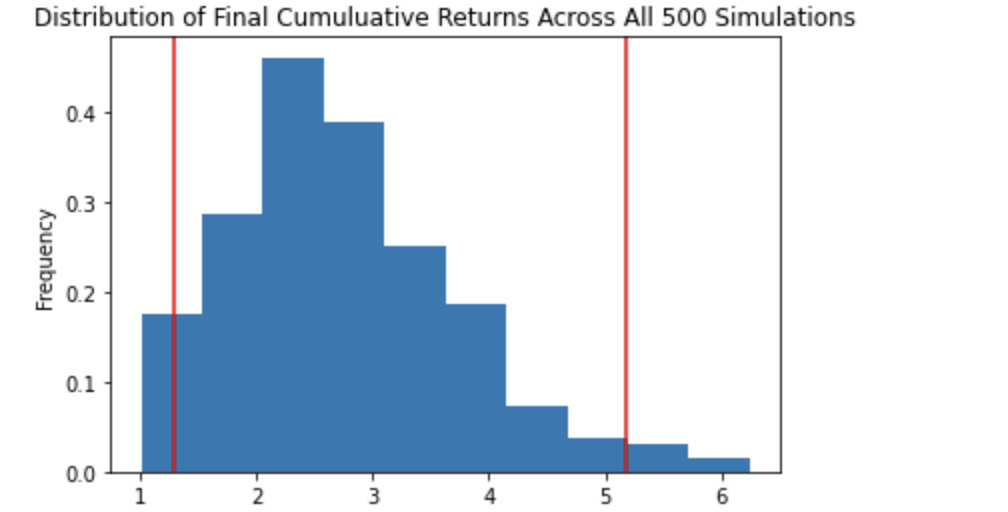 Distribution of Final Cumuluative Returns Across All 500 Simulations
Frequency
0.4
0.3
0.2
0.1
0.0
1 2 3 4 5 6